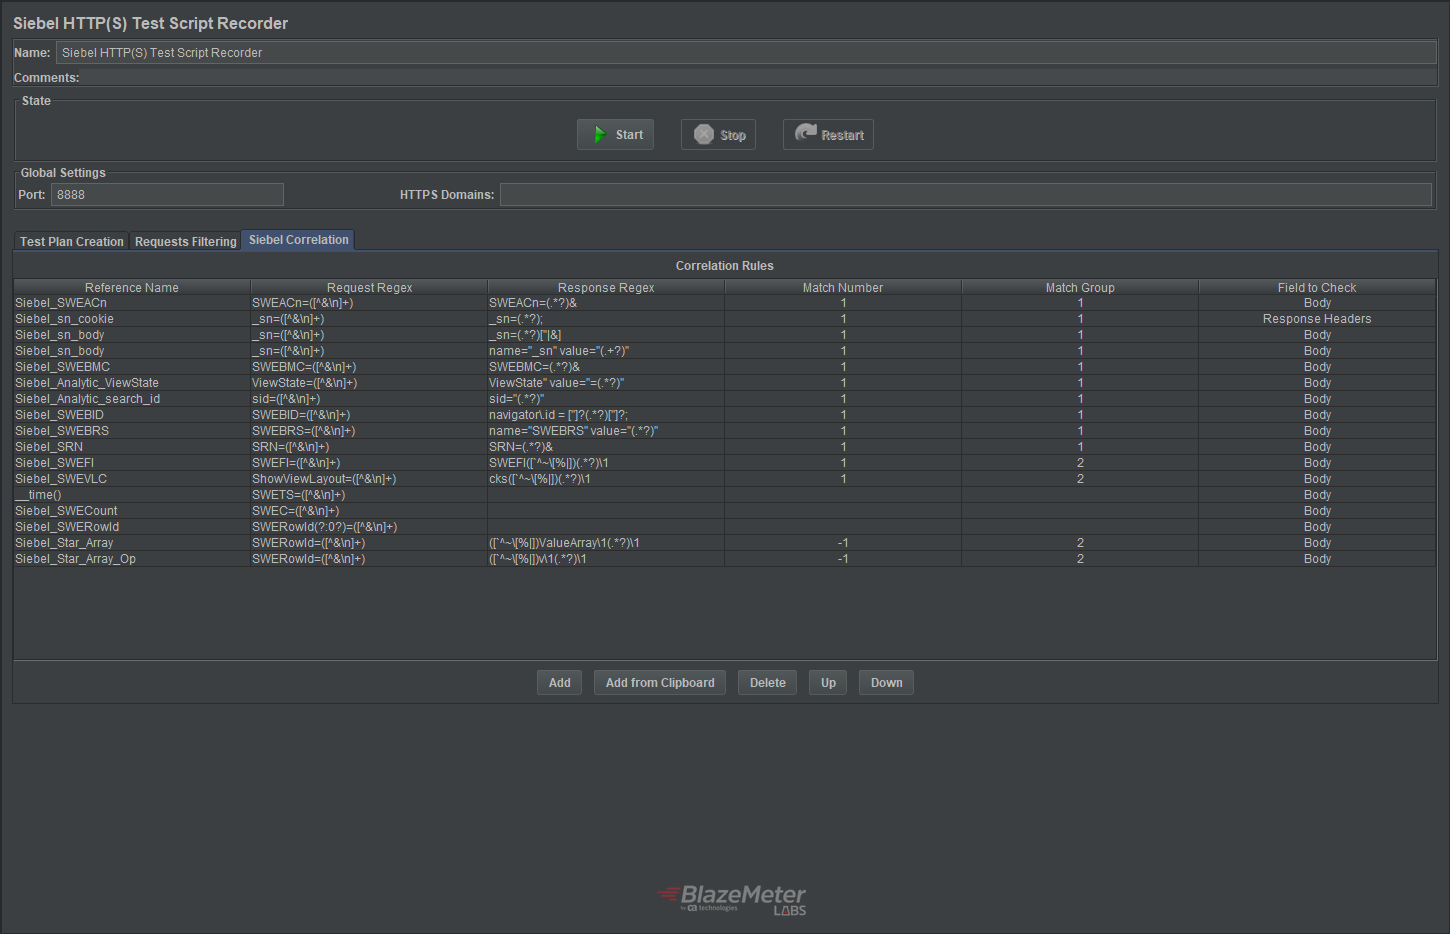 Siebel HTTP(S) Test Script Recorder
Name: Siebel HTTP(S) Test Script Recorder
Comments:
State
Start Stop Restart
Global Settings
Port: 8888 HTTPS Domains:
Test Plan Creation Requests Filtering Siebel Correlation
Correlation Rules
Reference Name Request Regex Response Regex Match Number Match Group Field to Check
Siebel_SWEACn SWEACn=([^&\n]+) SWEACn=(.*?)& 1 1 Body
Siebel_sn_cookie _sn=([^&\n]+) _sn=(.*?); 1 1 Response Headers
Siebel_sn_body _sn=([^&\n]+) _sn=(.*?)["|&] 1 1 Body
Siebel_sn_body _sn=([^&\n]+) name="_sn" value="(.+?)" 1 1 Body
Siebel_SWEBMC SWEBMC=([^&\n]+) SWEBMC=(.*?)& 1 1 Body
Siebel_Analytic_ViewState ViewState=([^&\n]+) ViewState" value="=(.*?)" 1 1 Body
Siebel_Analytic_search_id sid=([^&\n]+) sid="(.*?)" 1 1 Body
Siebel_SWEBID SWEBID=([^&\n]+) navigator\.id = ["]?(.*?)["]?; 1 1 Body
Siebel_SWEBRS SWEBRS=([^&\n]+) name="SWEBRS" value="(.*?)" 1 1 Body
Siebel_SRN SRN=([^&\n]+) SRN=(.*?)& 1 1 Body
Siebel_SWEFI SWEFI=([^&\n]+) SWEFI([`^~\[%|])(.*?)\1 1 2 Body
Siebel_SWEVLC ShowViewLayout=([^&\n]+) cks([`^~\[%|])(.*?)\1 1 2 Body
__time() SWETS=([^&\n]+) Body
Siebel_SWECount SWEC=([^&\n]+) Body
Siebel_SWERowId SWERowId(?:0?)=([^&\n]+) Body
Siebel_Star_Array SWERowId=([^&\n]+) ([`^~\[%|])ValueArray\1(.*?)\1 -1 2 Body
Siebel_Star_Array_Op SWERowId=([^&\n]+) ([`^~\[%|])v\1(.*?)\1 -1 2 Body
Add Add from Clipboard Delete Up Down
BlazeMeter
by ca technologies LABS